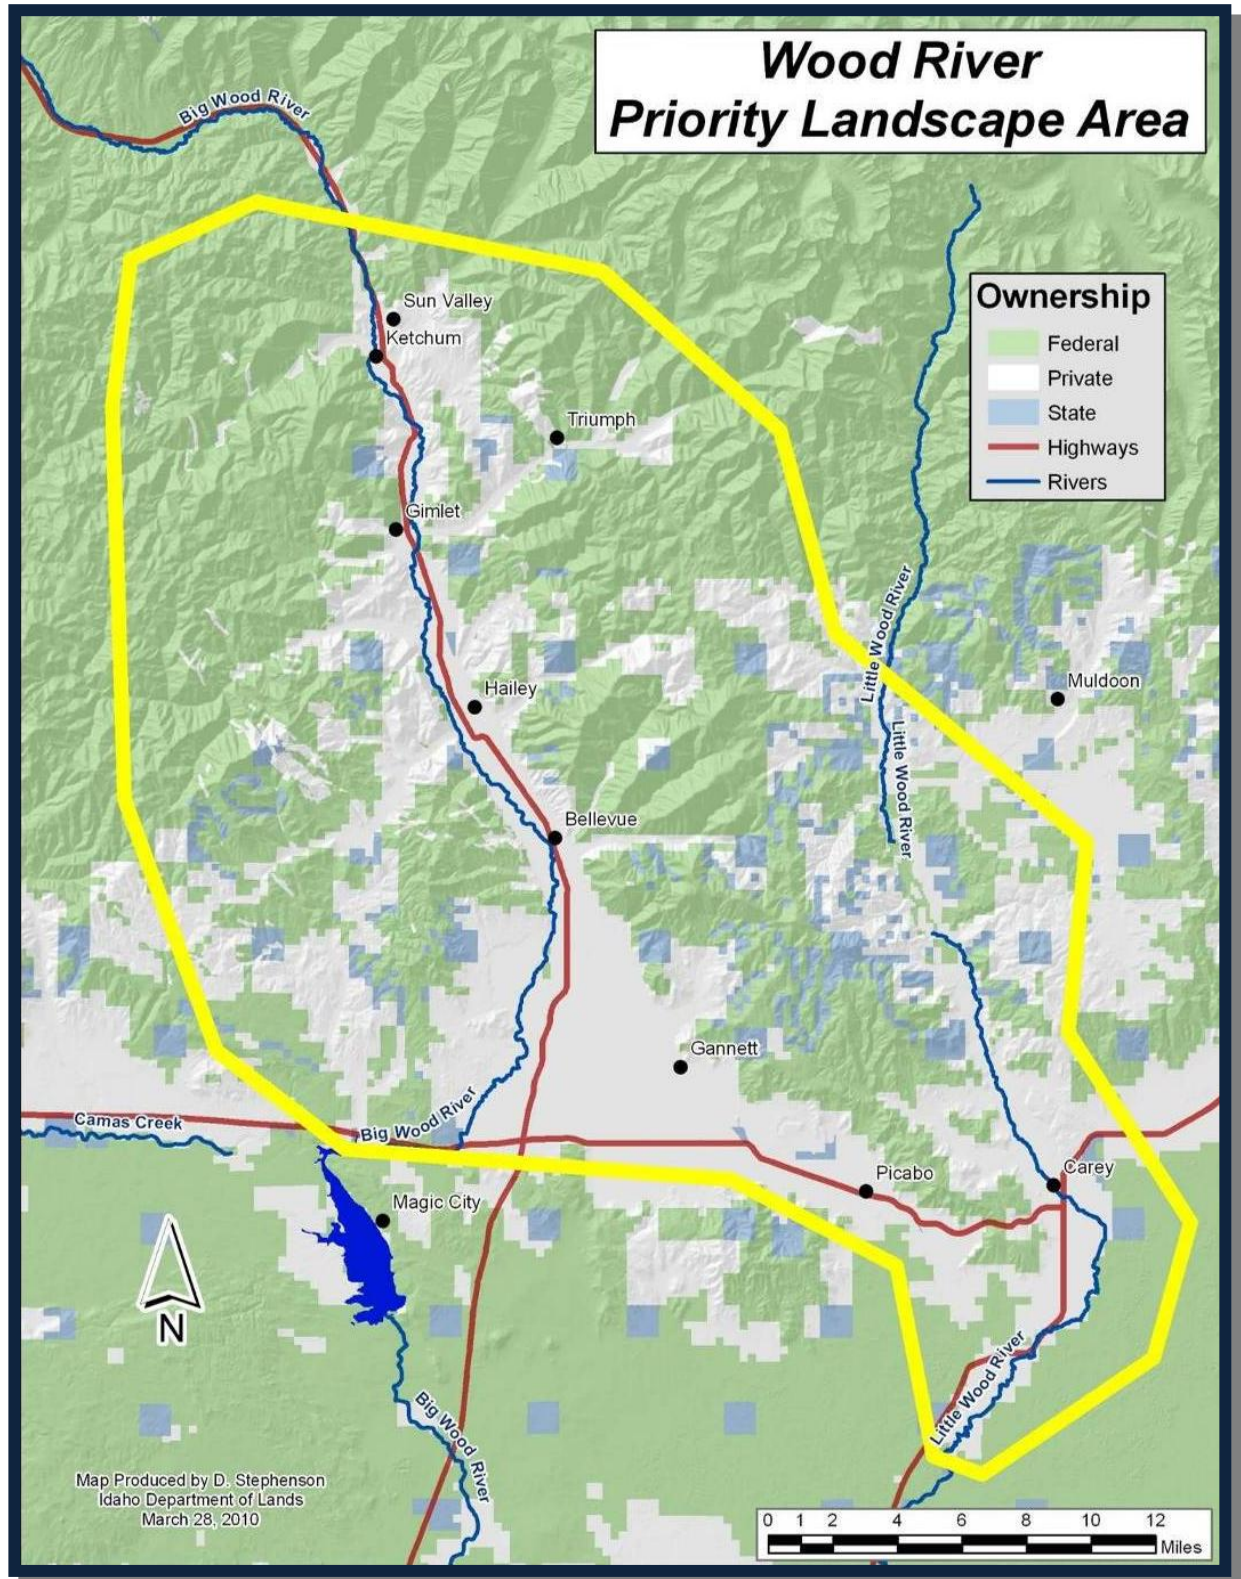 Wood River
Priority Landscape Area
Big Wood River
Ownership
Federal
Private
State
Highways
Rivers
Sun Valley
Ketchum
Triumph
Gimlet
Little Wood River
Muldoon
Hailey
Little Wood River
Bellevue
Gannett
Camas Creek
Big Wood River
Picabo
Carey
Magic City
N
Little Wood River
Big Wood River
Map Produced by D. Stephenson
Idaho Department of Lands
March 28, 2010
0 1 2 4 6 8 10 12
Miles